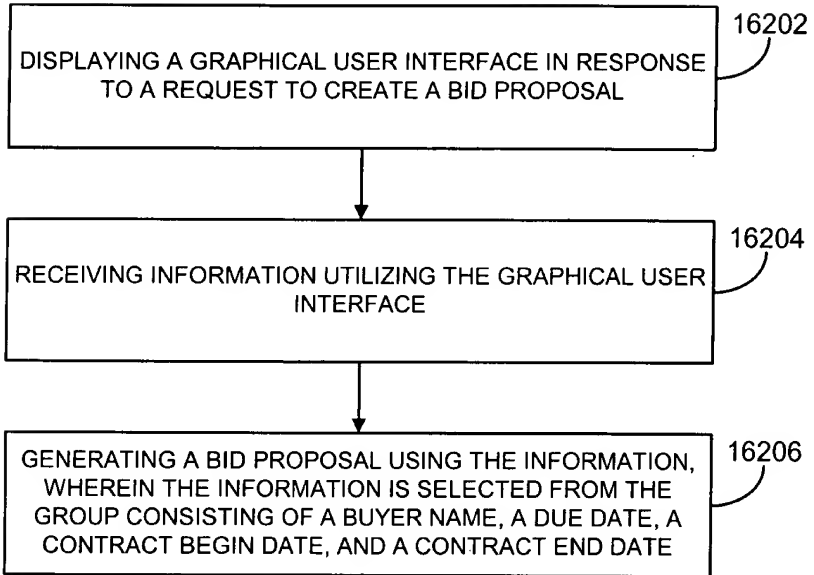 16202
DISPLAYING A GRAPHICAL USER INTERFACE IN RESPONSE
TO A REQUEST TO CREATE A BID PROPOSAL
16204
RECEIVING INFORMATION UTILIZING THE GRAPHICAL USER
INTERFACE
16206
GENERATING A BID PROPOSAL USING THE INFORMATION,
WHEREIN THE INFORMATION IS SELECTED FROM THE
GROUP CONSISTING OF A BUYER NAME, A DUE DATE, A
CONTRACT BEGIN DATE, AND A CONTRACT END DATE